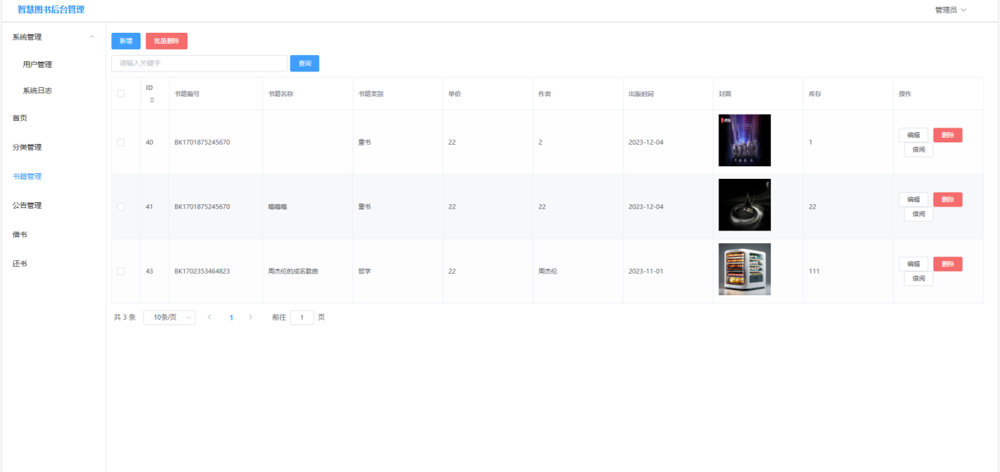 智慧图书后台管理
管理员
系统管理
用户管理
系统日志
首页
分类管理
书籍管理
公告管理
借书
还书
新增 批量删除
请输入关键字 查询
ID 书籍编号 书籍名称 书籍类别 单价 作者 出版时间 封面 库存 操作
40 BK1701875245670 童书 22 2 2023-12-04 1 编辑 删除
借阅
41 BK1701875245670 喵喵喵 童书 22 22 2023-12-04 22 编辑 删除
借阅
43 BK1702353464823 周杰伦的成名歌曲 哲学 22 周杰伦 2023-11-01 111 编辑 删除
借阅
共 3 条 10条/页 1 前往 1 页